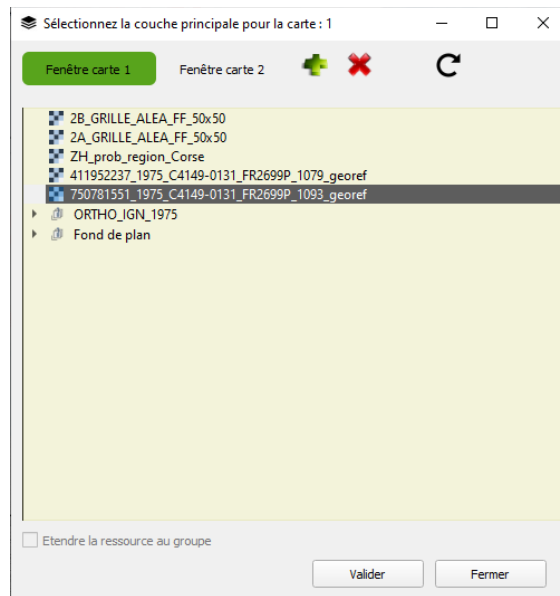 Sélectionnez la couche principale pour la carte : 1
Fenêtre carte 1
Fenêtre carte 2
2B_GRILLE_ALEA_FF_50x50
2A_GRILLE_ALEA_FF_50x50
ZH_prob_region_Corse
411952237_1975_C4149-0131_FR2699P_1079_georef
750781551_1975_C4149-0131_FR2699P_1093_georef
ORTHO_IGN_1975
Fond de plan
Etendre la ressource au groupe
Valider
Fermer